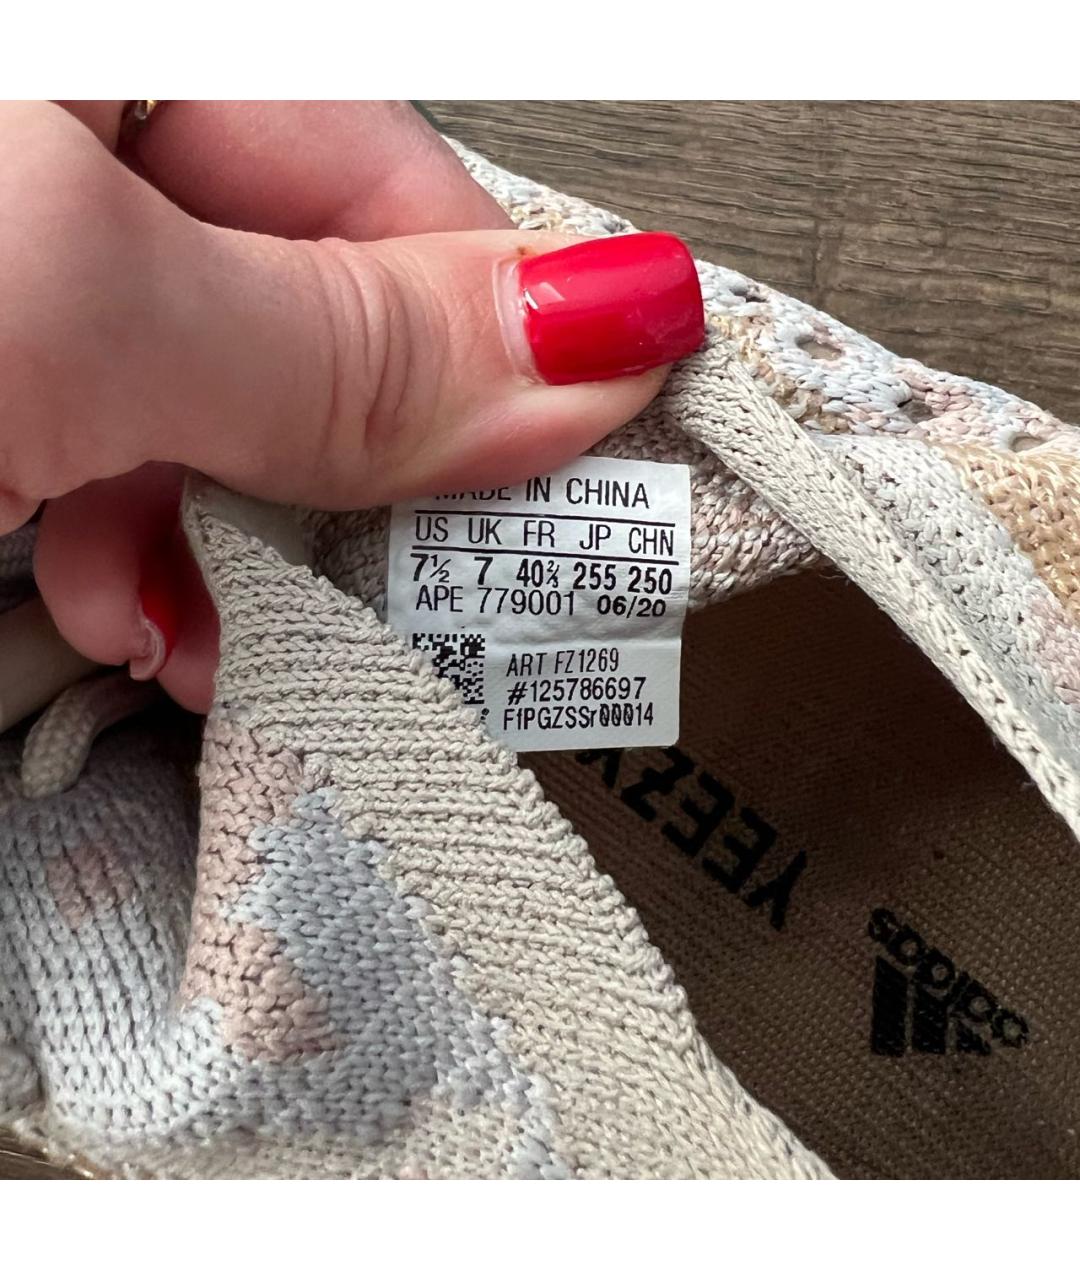 MADE IN CHINA
US UK FR JP CHN
7½ 7 40⅔ 255 250
APE 779001 06/20
ART FZ1269
#125786697
FfPGZSSr00014
YEEZY
adidas